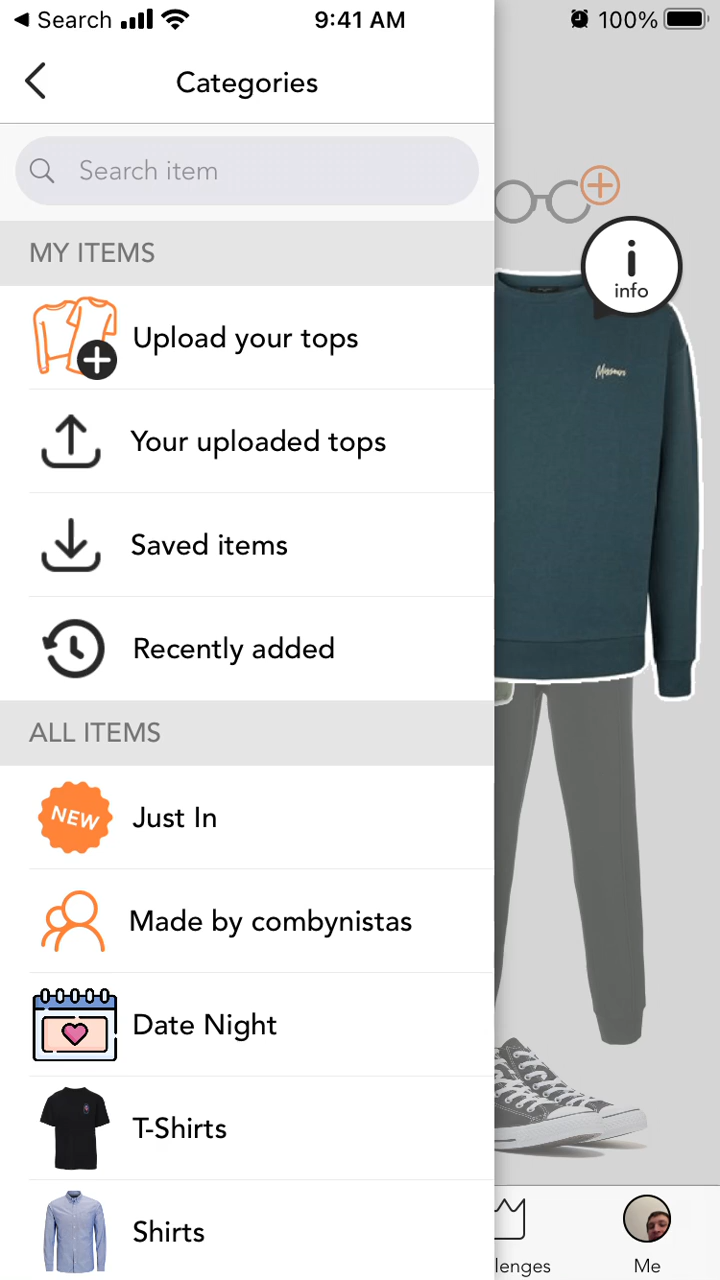 Search
9:41 AM
100%
Categories
Search item
info
MY ITEMS
Upload your tops
Your uploaded tops
Saved items
Recently added
ALL ITEMS
NEW
Just In
Made by combynistas
Date Night
T-Shirts
Shirts
lenges
Me